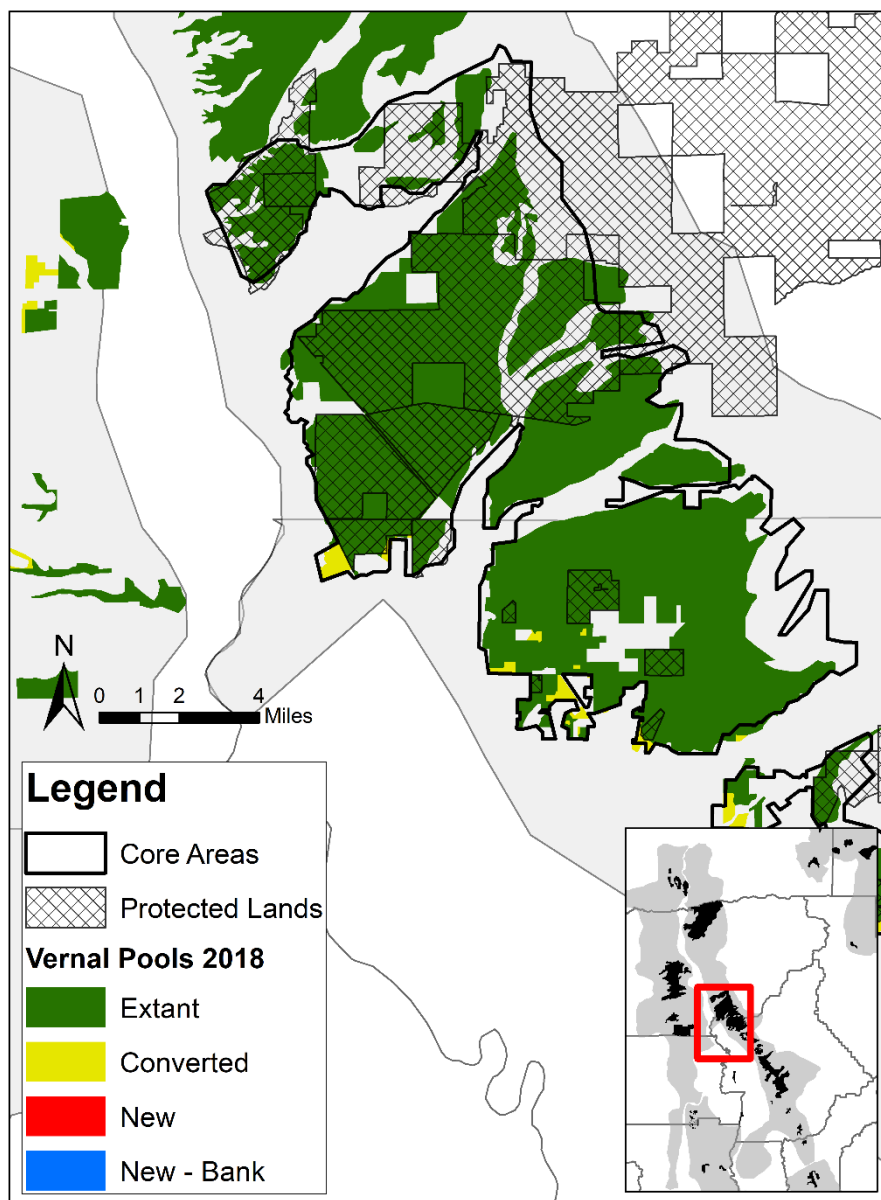 N
0 1 2 4
Miles
Legend
Core Areas
Protected Lands
Vernal Pools 2018
Extant
Converted
New
New - Bank